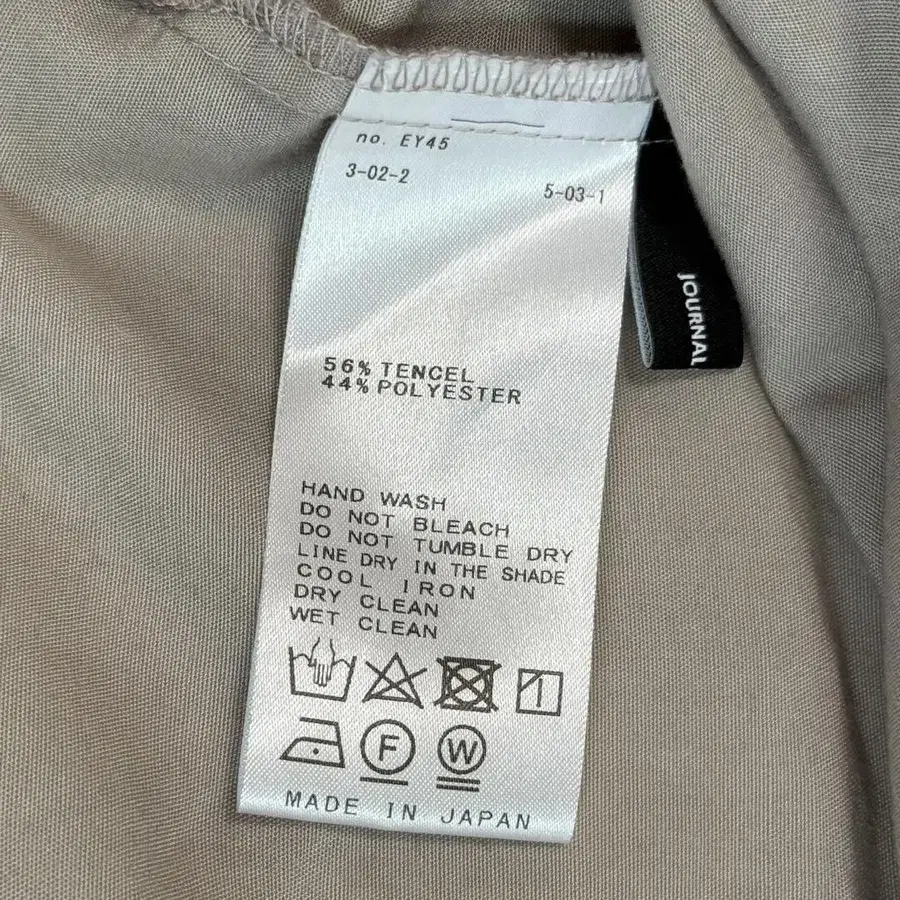 no. EY45
3-02-2
5-03-1
JOURNAL
56% TENCEL
44% POLYESTER
HAND WASH
DO NOT BLEACH
DO NOT TUMBLE DRY
LINE DRY IN THE SHADE
COOL IRON
DRY CLEAN
WET CLEAN
F W
MADE IN JAPAN